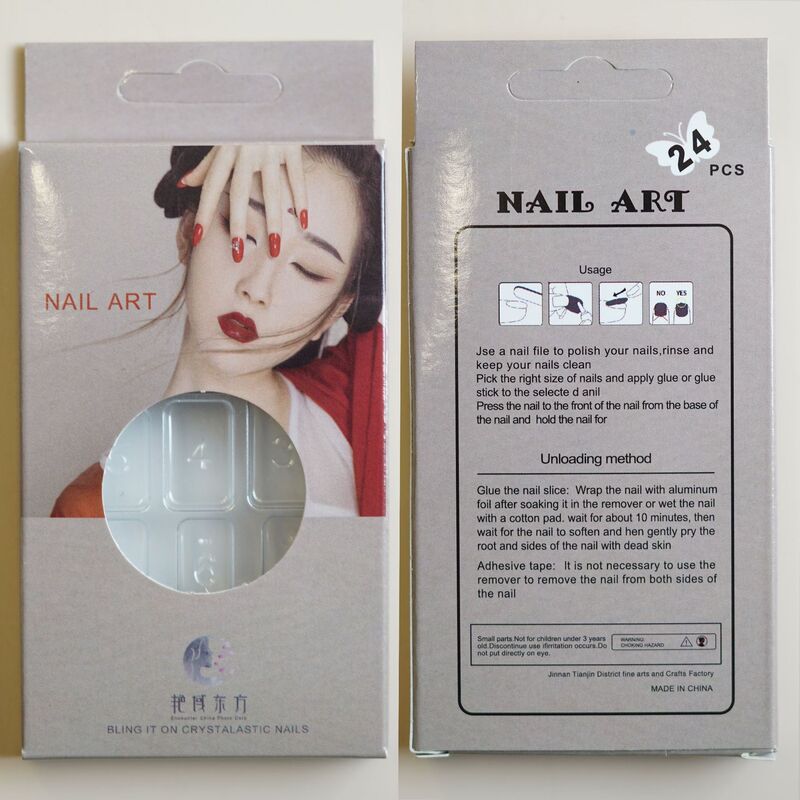 NAIL ART
5
4
3
艳域东方
BLING IT ON CRYSTALASTIC NAILS
24
PCS
NAIL ART
Usage
NO YES
Jse a nail file to polish your nails,rinse and
keep your nails clean
Pick the right size of nails and apply glue or glue
stick to the selecte d anil
Press the nail to the front of the nail from the base of
the nail and hold the nail for
Unloading method
Glue the nail slice: Wrap the nail with aluminum
foil after soaking it in the remover or wet the nail
with a cotton pad. wait for about 10 minutes, then
wait for the nail to soften and hen gently pry the
root and sides of the nail with dead skin
Adhesive tape: It is not necessary to use the
remover to remove the nail from both sides of
the nail
Small parts.Not for children under 3 years
old.Discontinue use ifirritation occurs.Do
not put directly on eye.
WARNING:
CHOKING HAZARD
Jinnan Tianjin District fine arts and Crafts Factory
MADE IN CHINA